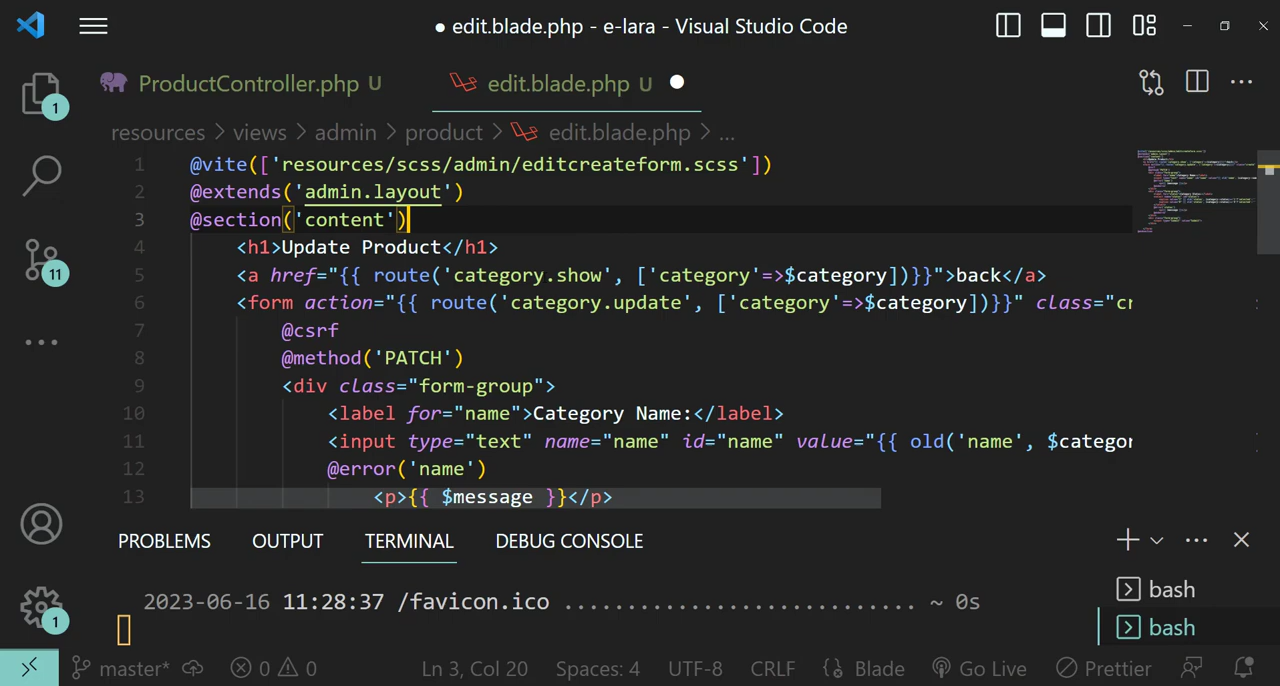 ● edit.blade.php - e-lara - Visual Studio Code
ProductController.php U
edit.blade.php U
resources > views > admin > product > edit.blade.php > ...
1 @vite(['resources/scss/admin/editcreateform.scss'])
2 @extends('admin.layout')
3 @section('content')
4 <h1>Update Product</h1>
5 <a href="{{ route('category.show', ['category'=>$category])}}">back</a>
6 <form action="{{ route('category.update', ['category'=>$category])}}" class="cr
7 @csrf
8 @method('PATCH')
9 <div class="form-group">
10 <label for="name">Category Name:</label>
11 <input type="text" name="name" id="name" value="{{ old('name', $categor
12 @error('name')
13 <p>{{ $message }}</p>
1
11
1
PROBLEMS OUTPUT TERMINAL DEBUG CONSOLE
2023-06-16 11:28:37 /favicon.ico ............................ ~ 0s
bash
bash
master* 0 0 Ln 3, Col 20 Spaces: 4 UTF-8 CRLF Blade Go Live Prettier